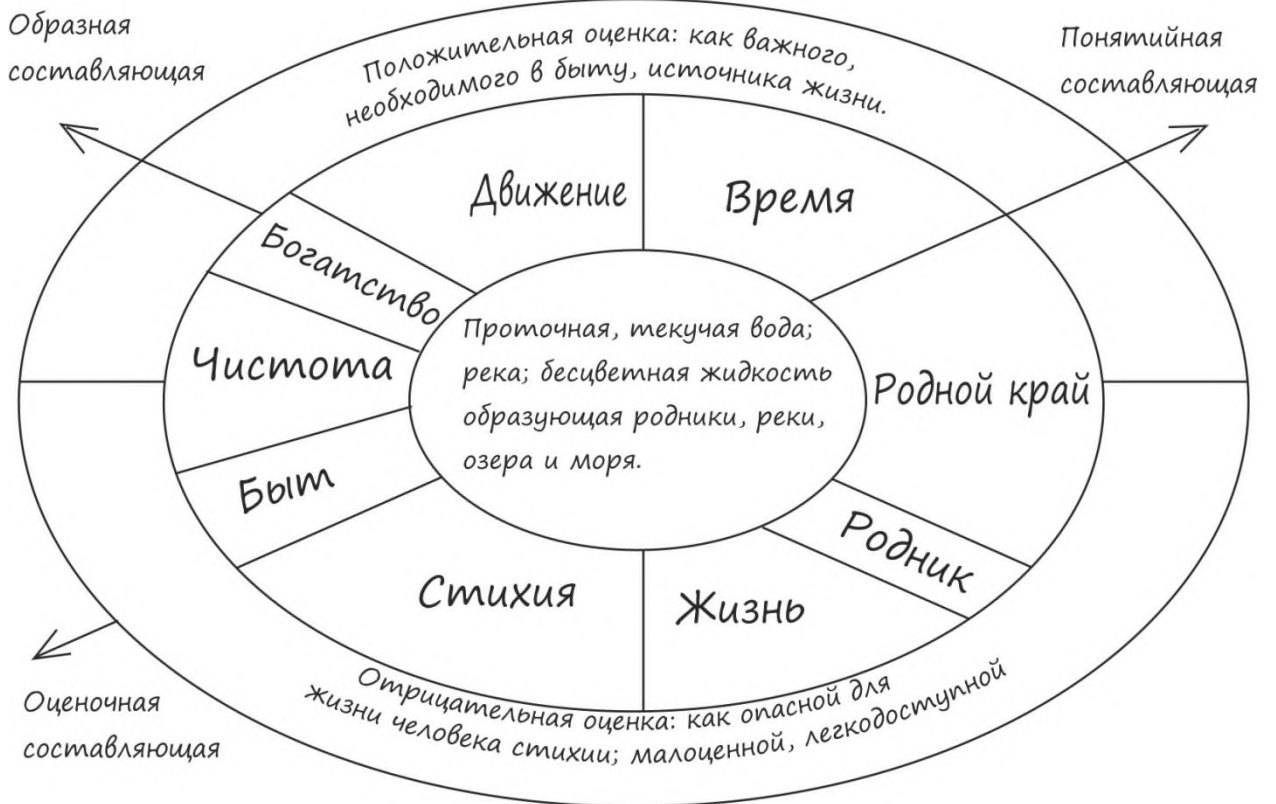 Образная
составляющая
Положительная оценка: как важного,
необходимого в быту, источника жизни.
Понятийная
составляющая
Движение
Время
Богатство
Чистота
Проточная, текучая вода;
река; бесцветная жидкость
образующая родники, реки,
озера и моря.
Родной край
Быт
Родник
Стихия
Жизнь
Отрицательная оценка: как опасной для
жизни человека стихии; малоценной, легкодоступной
Оценочная
составляющая